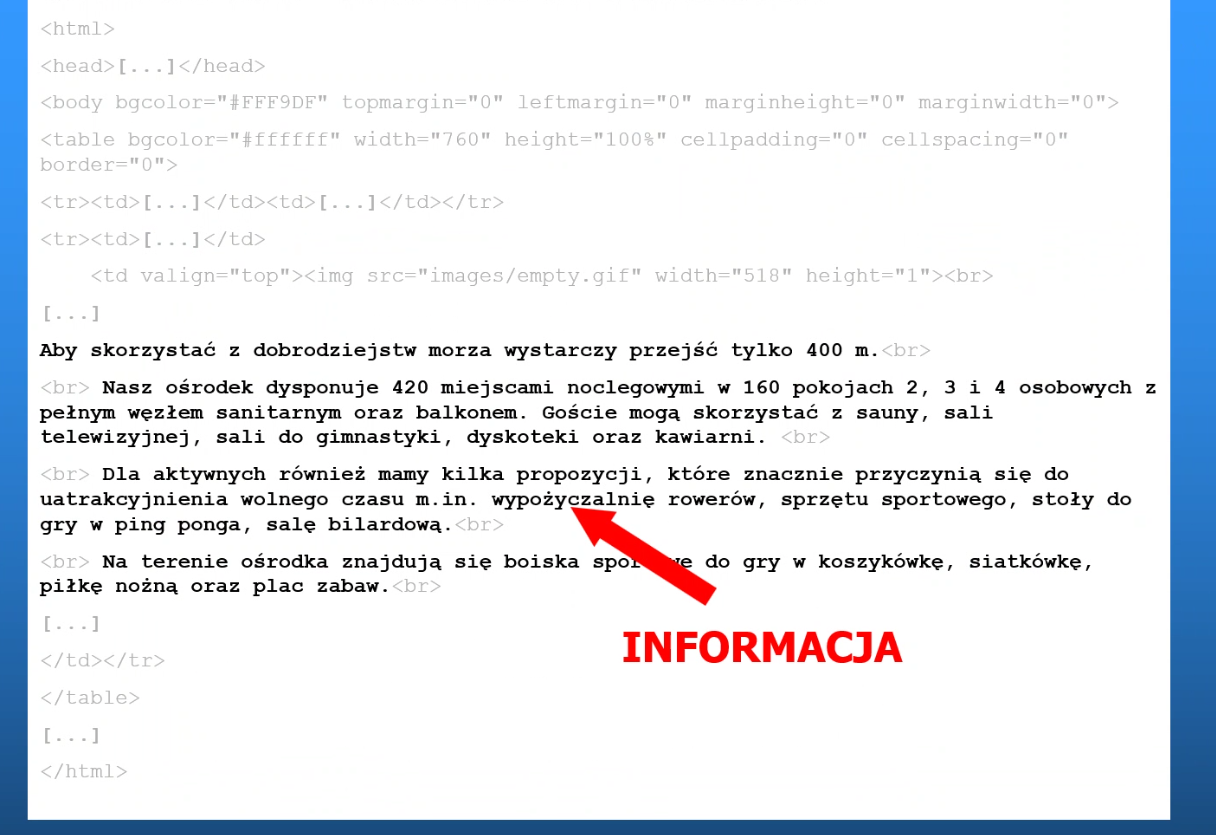 <html>
<head>[...]</head>
<body bgcolor="#FFF9DF" topmargin="0" leftmargin="0" marginheight="0" marginwidth="0">
<table bgcolor="#ffffff" width="760" height="100%" cellpadding="0" cellspacing="0"
border="0">
<tr><td>[...]</td><td>[...]</td></tr>
<tr><td>[...]</td>
<td valign="top"><img src="images/empty.gif" width="518" height="1"><br>
[...]
Aby skorzystać z dobrodziejstw morza wystarczy przejść tylko 400 m.<br>
<br> Nasz ośrodek dysponuje 420 miejscami noclegowymi w 160 pokojach 2, 3 i 4 osobowych z
pełnym węzłem sanitarnym oraz balkonem. Goście mogą skorzystać z sauny, sali
telewizyjnej, sali do gimnastyki, dyskoteki oraz kawiarni. <br>
<br> Dla aktywnych również mamy kilka propozycji, które znacznie przyczynią się do
uatrakcyjnienia wolnego czasu m.in. wypożyczalnię rowerów, sprzętu sportowego, stoły do
gry w ping ponga, salę bilardową.<br>
<br> Na terenie ośrodka znajdują się boiska do gry w koszykówkę, siatkówkę,
piłkę nożną oraz plac zabaw.<br>
[...]
INFORMACJA
</td></tr>
</table>
[...]
</html>